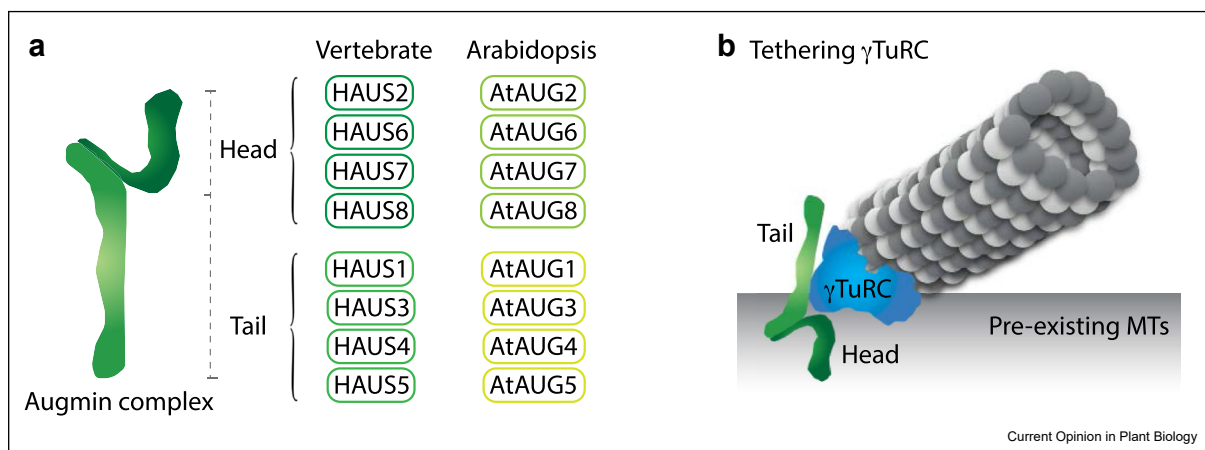 a
Vertebrate Arabidopsis
Head
HAUS2 AtAUG2
HAUS6 AtAUG6
HAUS7 AtAUG7
HAUS8 AtAUG8
Tail
HAUS1 AtAUG1
HAUS3 AtAUG3
HAUS4 AtAUG4
HAUS5 AtAUG5
Augmin complex
b Tethering γTuRC
Tail
γTuRC
Pre-existing MTs
Head
Current Opinion in Plant Biology